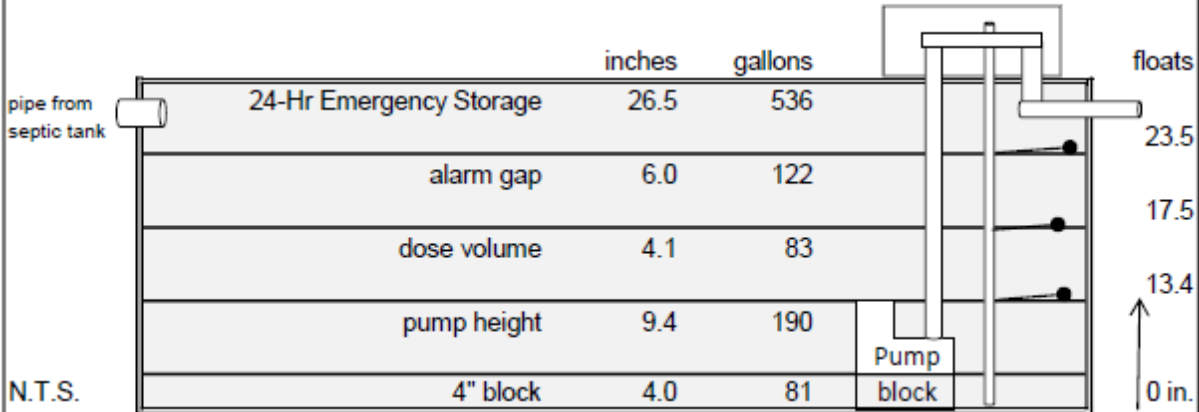 inches gallons floats
pipe from
septic tank
24-Hr Emergency Storage 26.5 536
23.5
alarm gap 6.0 122
17.5
dose volume 4.1 83
13.4
pump height 9.4 190
Pump
N.T.S. 4" block 4.0 81 block 0 in.